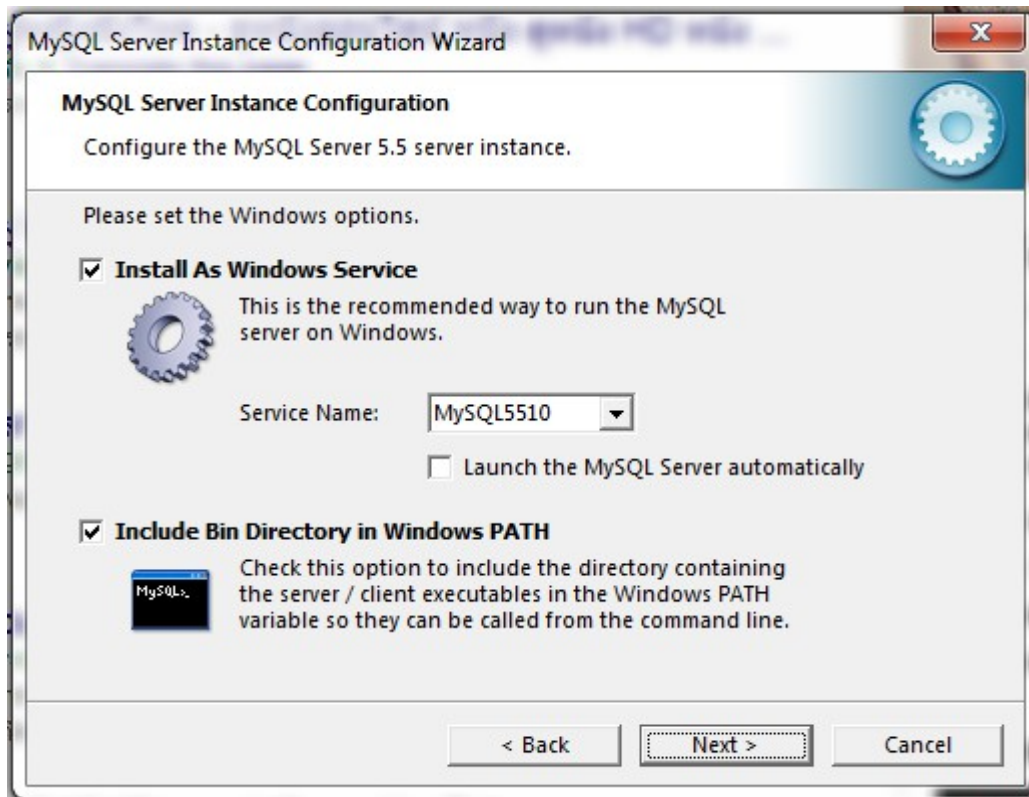 MySQL Server Instance Configuration Wizard
MySQL Server Instance Configuration
Configure the MySQL Server 5.5 server instance.
Please set the Windows options.
Install As Windows Service
This is the recommended way to run the MySQL
server on Windows.
Service Name:
MySQL5510
Launch the MySQL Server automatically
Include Bin Directory in Windows PATH
MySQL>_
Check this option to include the directory containing
the server / client executables in the Windows PATH
variable so they can be called from the command line.
< Back
Next >
Cancel